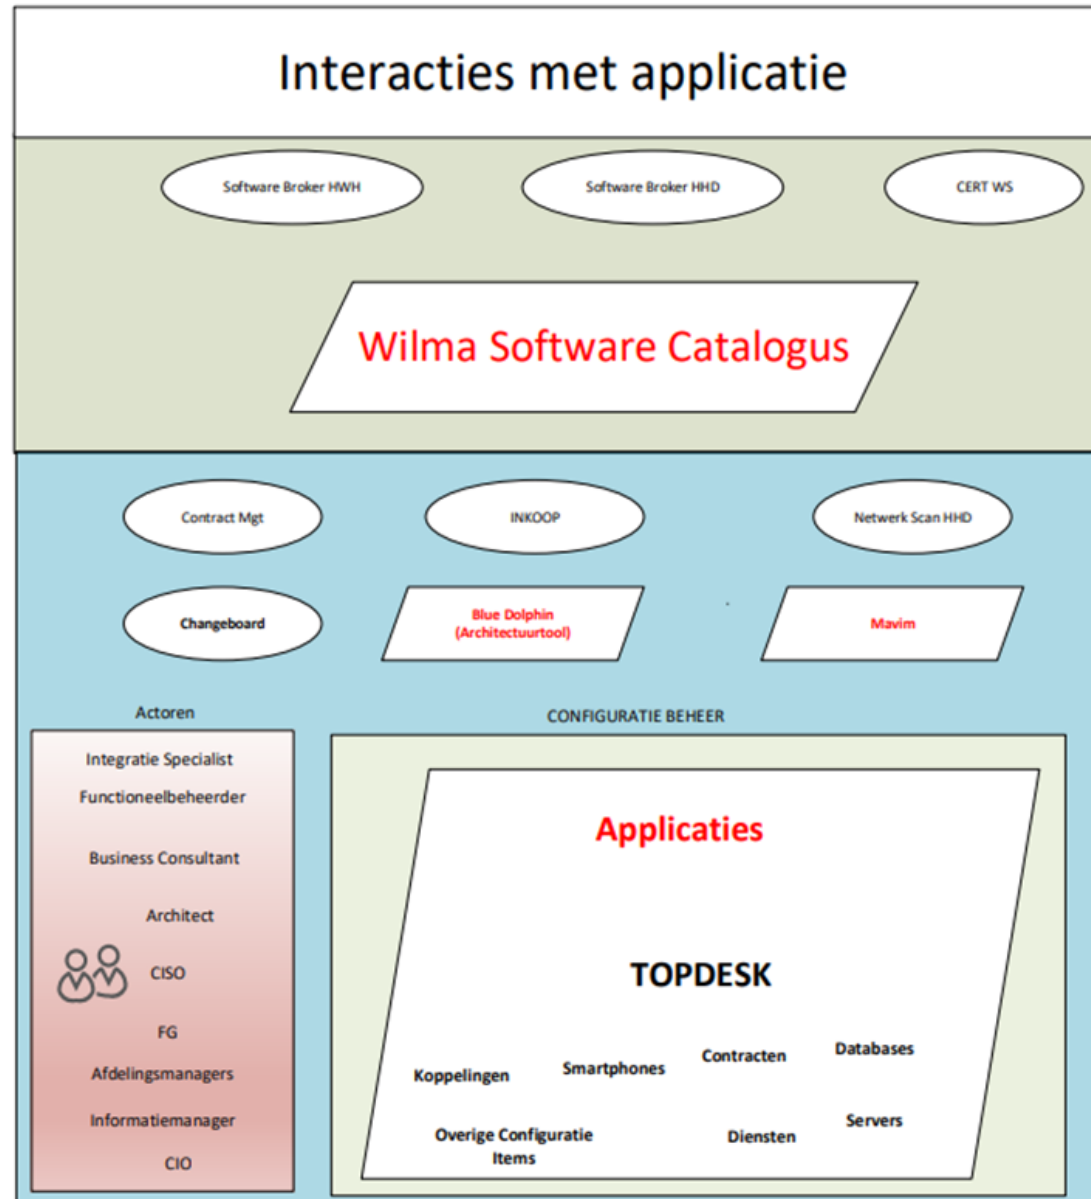 Interacties met applicatie
Software Broker HWH
Software Broker HHD
CERT WS
Wilma Software Catalogus
Contract Mgt
INKOOP
Netwerk Scan HHD
Changeboard
Blue Dolphin
(Architectuurtool)
Mavim
Actoren
Integratie Specialist
Functioneelbeheerder
Business Consultant
Architect
CISO
FG
Afdelingsmanagers
Informatiemanager
CIO
CONFIGURATIE BEHEER
Applicaties
TOPDESK
Koppelingen
Smartphones
Contracten
Databases
Overige Configuratie
Items
Diensten
Servers